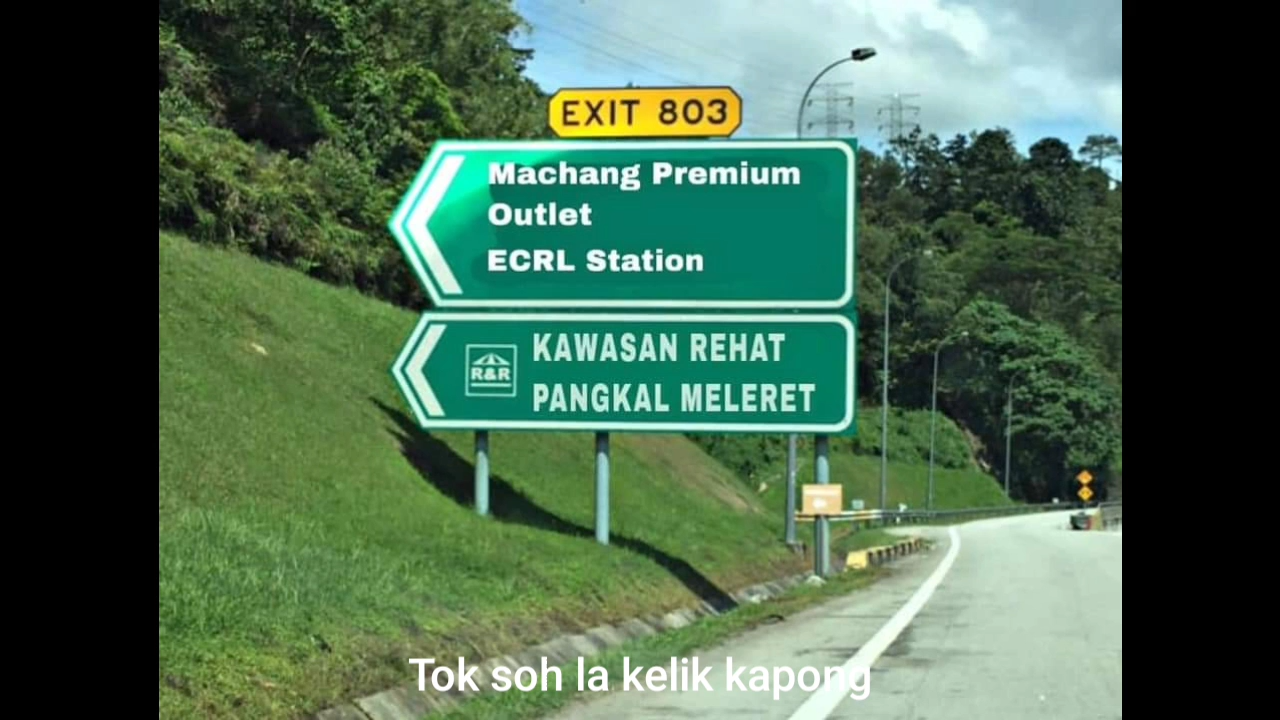 EXIT 803
Machang Premium
Outlet
ECRL Station
KAWASAN REHAT
R&R
PANGKAL MELERET
Tok soh la kelik kapong